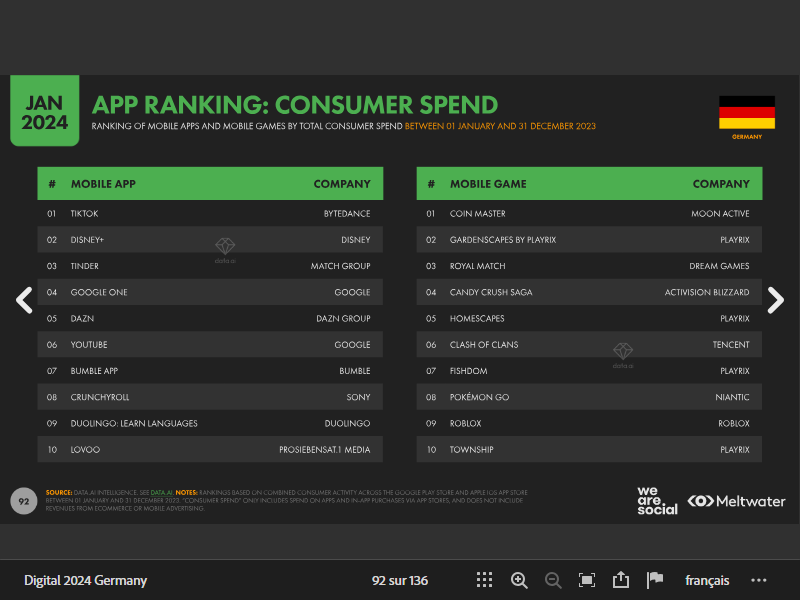 JAN
2024
APP RANKING: CONSUMER SPEND
RANKING OF MOBILE APPS AND MOBILE GAMES BY TOTAL CONSUMER SPEND BETWEEN 01 JANUARY AND 31 DECEMBER 2023
GERMANY
# MOBILE APP COMPANY
01 TIKTOK BYTEDANCE
02 DISNEY+ DISNEY
03 TINDER MATCH GROUP
04 GOOGLE ONE GOOGLE
05 DAZN DAZN GROUP
06 YOUTUBE GOOGLE
07 BUMBLE APP BUMBLE
08 CRUNCHYROLL SONY
09 DUOLINGO: LEARN LANGUAGES DUOLINGO
10 LOVOO PROSIEBENSAT.1 MEDIA
data.ai
# MOBILE GAME COMPANY
01 COIN MASTER MOON ACTIVE
02 GARDENSCAPES BY PLAYRIX PLAYRIX
03 ROYAL MATCH DREAM GAMES
04 CANDY CRUSH SAGA ACTIVISION BLIZZARD
05 HOMESCAPES PLAYRIX
06 CLASH OF CLANS TENCENT
07 FISHDOM PLAYRIX
08 POKÉMON GO NIANTIC
09 ROBLOX ROBLOX
10 TOWNSHIP PLAYRIX
data.ai
92
SOURCE: DATA.AI INTELLIGENCE. SEE DATA.AI. NOTES: RANKINGS BASED ON COMBINED CONSUMER ACTIVITY ACROSS THE GOOGLE PLAY STORE AND APPLE IOS APP STORE
BETWEEN 01 JANUARY AND 31 DECEMBER 2023. "CONSUMER SPEND" ONLY INCLUDES SPEND ON APPS AND IN-APP PURCHASES VIA APP STORES, AND DOES NOT INCLUDE
REVENUES FROM ECOMMERCE OR MOBILE ADVERTISING.
we
are.
social
Meltwater
Digital 2024 Germany
92 sur 136
français